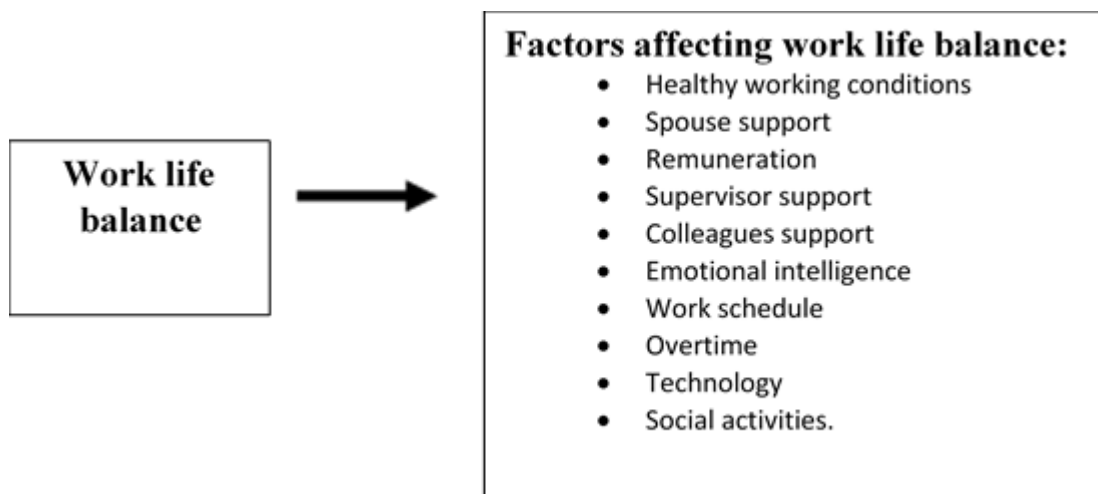 Work life
balance
Factors affecting work life balance:
• Healthy working conditions
• Spouse support
• Remuneration
• Supervisor support
• Colleagues support
• Emotional intelligence
• Work schedule
• Overtime
• Technology
• Social activities.